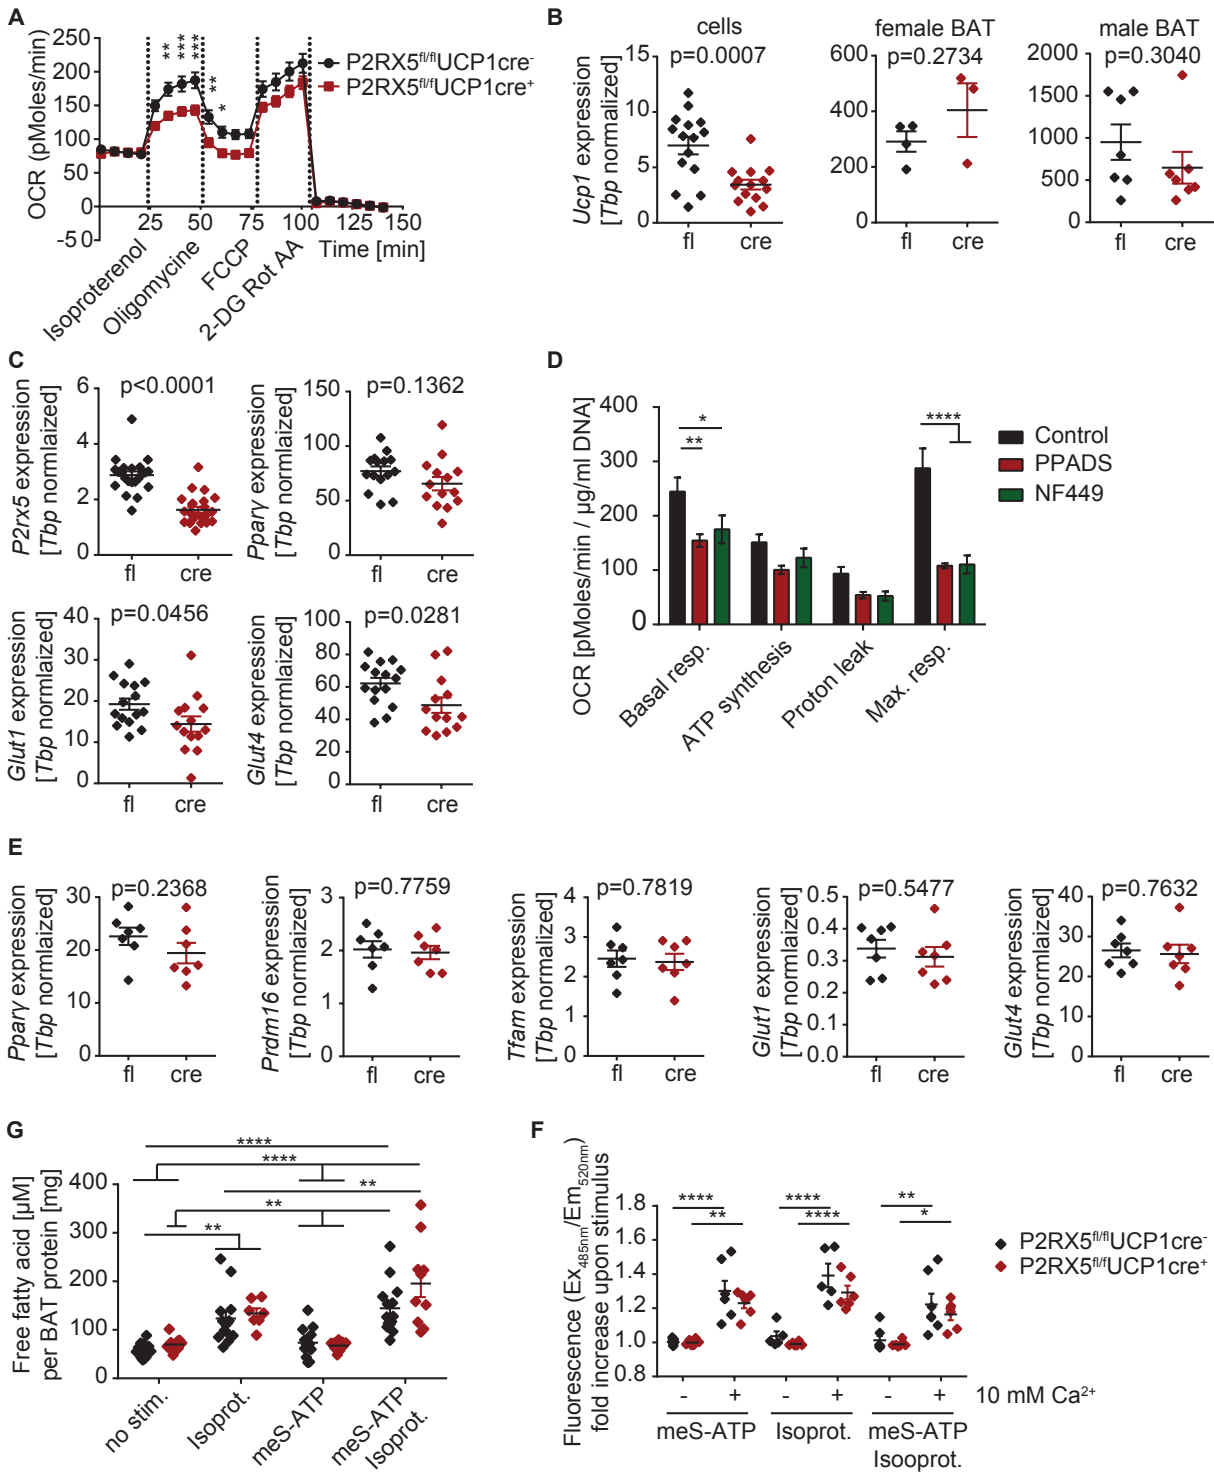 A
OCR (pMoles/min)
250
200
150
100
50
0
-50
** *** ***
** *
P2RX5fl/flUCP1cre-
P2RX5fl/flUCP1cre+
25 50 75 100 150
Time [min]
Isoproterenol
Oligomycine
FCCP
2-DG Rot AA
B
Ucp1 expression
[Tbp normalized]
cells
p=0.0007
15
10
5
0
fl cre
female BAT
p=0.2734
600
400
200
0
fl cre
male BAT
p=0.3040
2000
1500
1000
500
0
fl cre
C
P2rx5 expression
[Tbp normlaized]
p<0.0001
6
4
2
0
fl cre
Pparγ expression
[Tbp normlaized]
p=0.1362
150
100
50
0
fl cre
Glut1 expression
[Tbp normlaized]
p=0.0456
40
30
20
10
0
fl cre
Glut4 expression
[Tbp normlaized]
p=0.0281
100
80
60
40
20
0
fl cre
D
OCR [pMoles/min / µg/ml DNA]
400
300
200
100
0
*
**
****
Control
PPADS
NF449
Basal resp.
ATP synthesis
Proton leak
Max. resp.
E
Pparγ expression
[Tbp normlaized]
p=0.2368
30
20
10
0
fl cre
Prdm16 expression
[Tbp normlaized]
p=0.7759
3
2
1
0
fl cre
Tfam expression
[Tbp normalized]
p=0.7819
4
3
2
1
0
fl cre
Glut1 expression
[Tbp normlaized]
p=0.5477
0.5
0.4
0.3
0.2
0.1
0.0
fl cre
Glut4 expression
[Tbp normlaized]
p=0.7632
40
30
20
10
0
fl cre
G
Free fatty acid [µM]
per BAT protein [mg]
400
300
200
100
0
****
****
**
**
**
no stim.
Isoprot.
meS-ATP
meS-ATP
Isoprot.
F
Fluorescence (Ex485nm/Em520nm)
fold increase upon stimulus
1.8
1.6
1.4
1.2
1.0
0.8
**** **** **
** **** *
P2RX5fl/flUCP1cre-
P2RX5fl/flUCP1cre+
- + - + - + 10 mM Ca2+
meS-ATP Isoprot. meS-ATP
Isooprot.